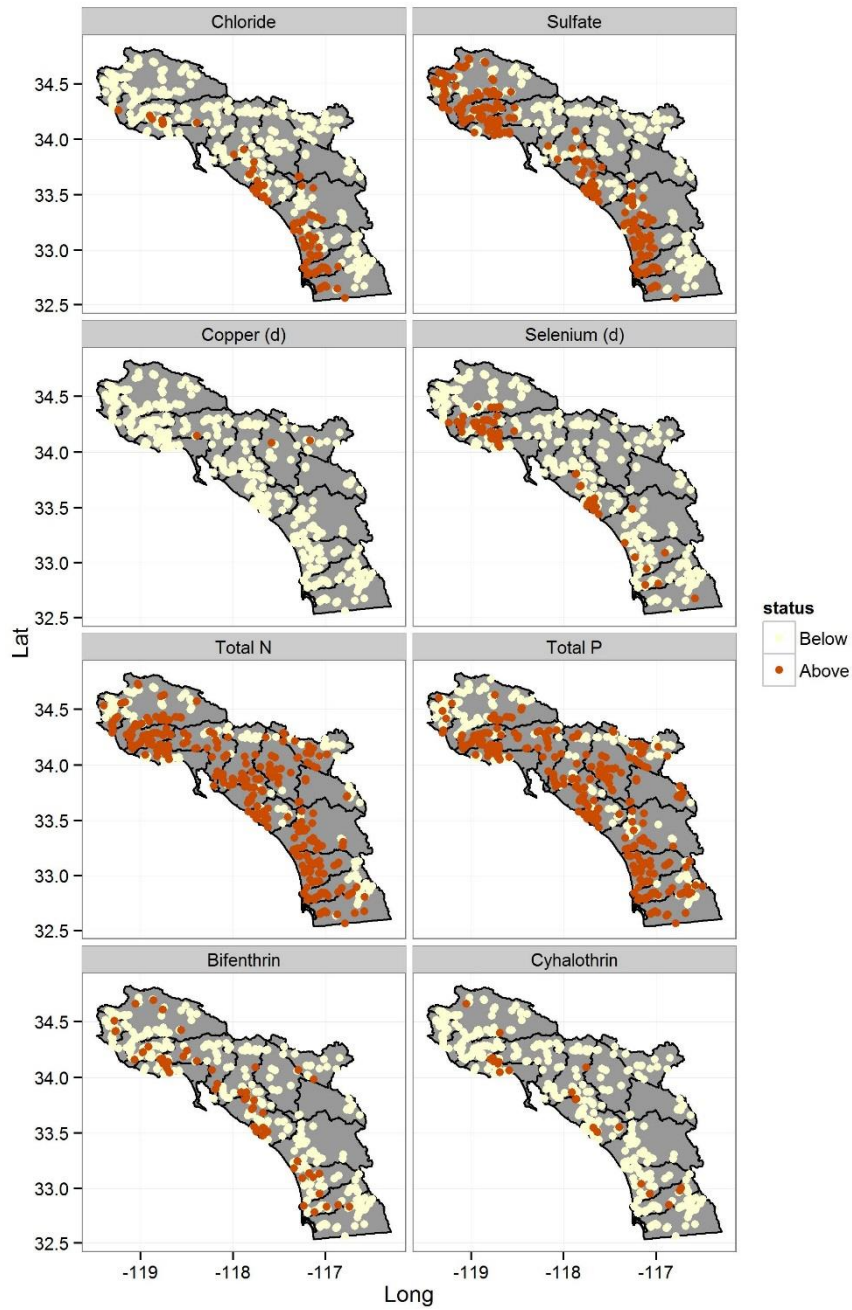 Chloride
Sulfate
34.5
34.0
33.5
33.0
32.5
Copper (d)
Selenium (d)
34.5
34.0
33.5
33.0
32.5
Total N
Total P
34.5
34.0
33.5
33.0
32.5
Bifenthrin
Cyhalothrin
34.5
34.0
33.5
33.0
32.5
-119
-118
-117
-119
-118
-117
Long
Lat
status
Below
Above